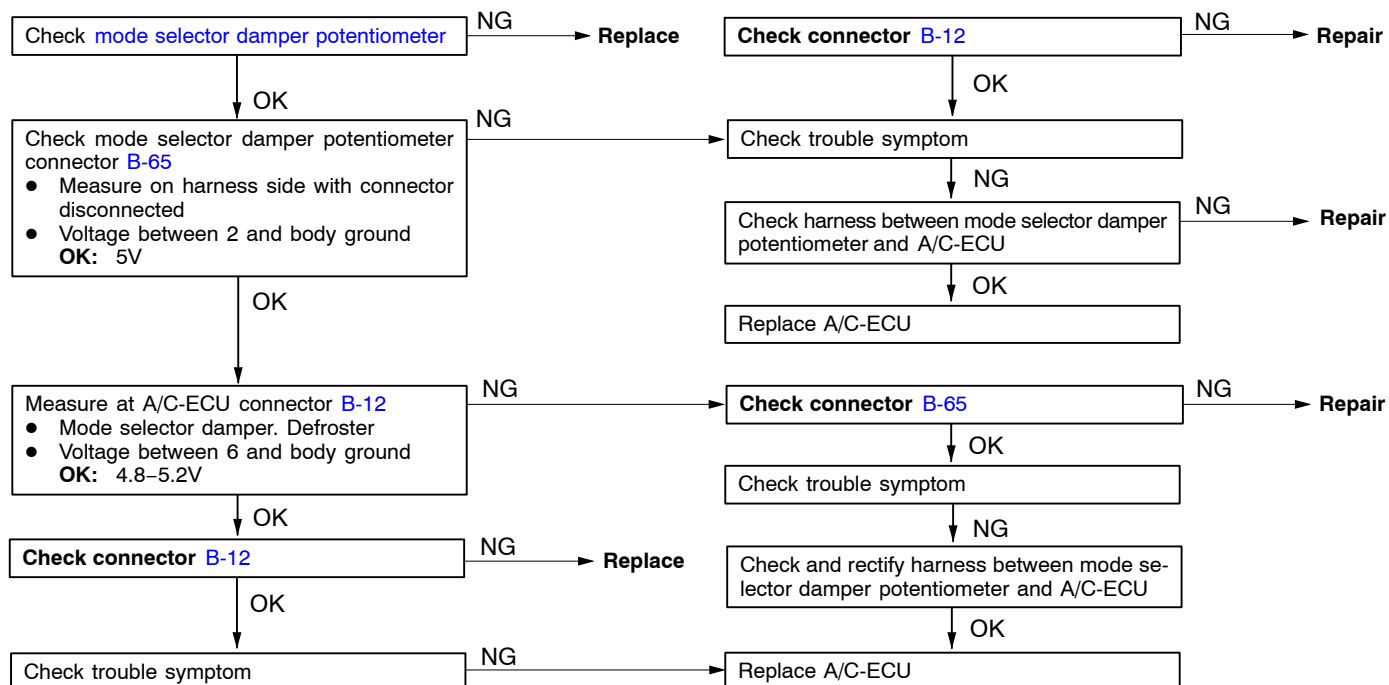 Check mode selector damper potentiometer
NG
Replace
OK
Check mode selector damper potentiometer
connector B-65
● Measure on harness side with connector
disconnected
● Voltage between 2 and body ground
OK: 5V
NG
OK
Measure at A/C-ECU connector B-12
● Mode selector damper. Defroster
● Voltage between 6 and body ground
OK: 4.8–5.2V
NG
OK
Check connector B-12
NG
Replace
OK
Check trouble symptom
NG
Check connector B-12
NG
Repair
OK
Check trouble symptom
NG
Check harness between mode selector damper
potentiometer and A/C-ECU
NG
Repair
OK
Replace A/C-ECU
Check connector B-65
NG
Repair
OK
Check trouble symptom
NG
Check and rectify harness between mode se-
lector damper potentiometer and A/C-ECU
OK
Replace A/C-ECU